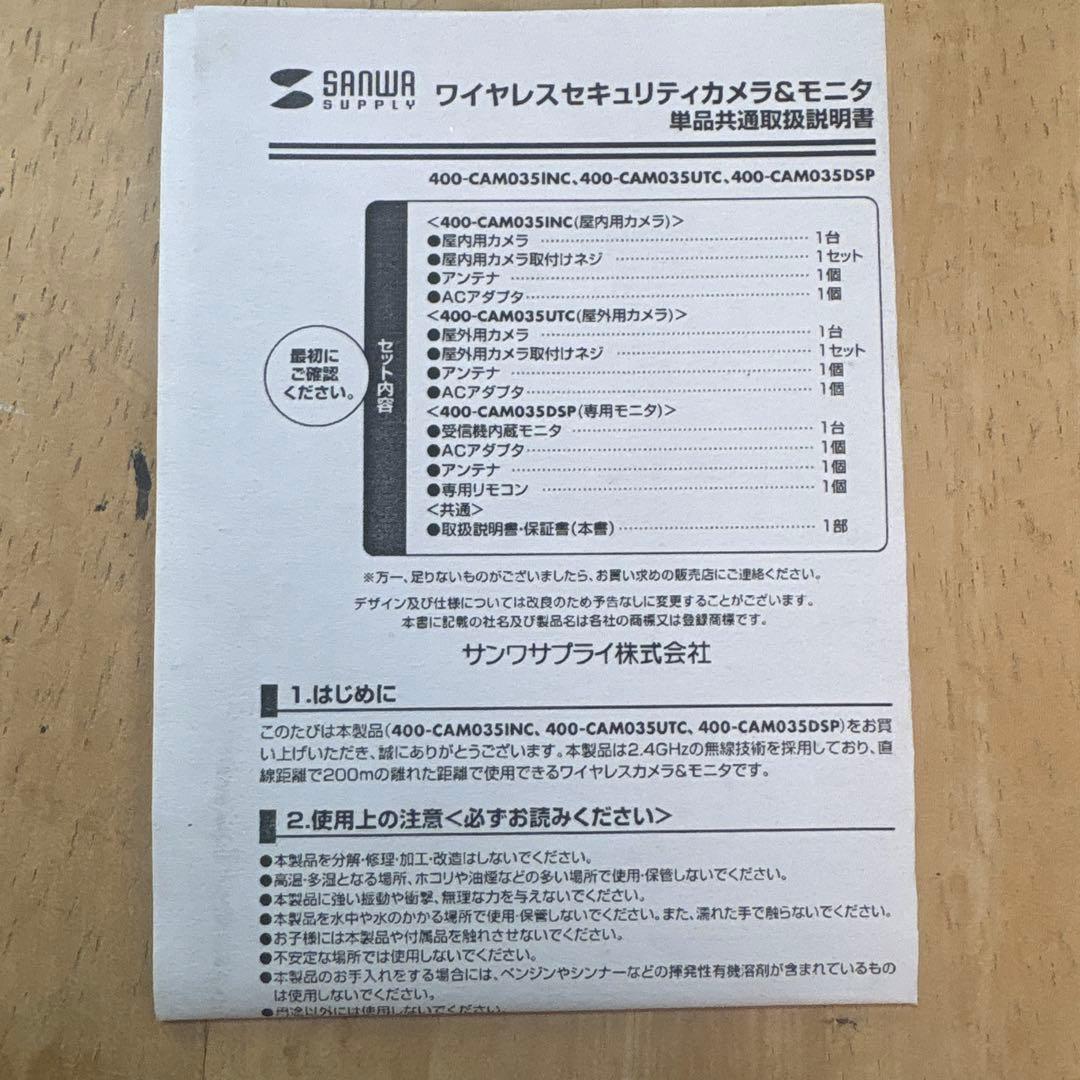 SANWA SUPPLY
ワイヤレスセキュリティカメラ&モニタ
単品共通取扱説明書
400-CAM035INC、400-CAM035UTC、400-CAM035DSP
最初に
ご確認
ください。
セット内容
<400-CAM035INC(屋内用カメラ)>
●屋内用カメラ ………… 1台
●屋内用カメラ取付けネジ ………… 1セット
●アンテナ ………… 1個
●ACアダプタ ………… 1個
<400-CAM035UTC(屋外用カメラ)>
●屋外用カメラ ………… 1台
●屋外用カメラ取付けネジ ………… 1セット
●アンテナ ………… 1個
●ACアダプタ ………… 1個
<400-CAM035DSP(専用モニタ)>
●受信機内蔵モニタ ………… 1台
●ACアダプタ ………… 1個
●アンテナ ………… 1個
●専用リモコン ………… 1個
<共通>
●取扱説明書・保証書(本書) ………… 1部
※万一、足りないものがございましたら、お買い求めの販売店にご連絡ください。
デザイン及び仕様については改良のため予告なしに変更することがございます。
本書に記載の社名及び製品名は各社の商標又は登録商標です。
サンワサプライ株式会社
1.はじめに
このたびは本製品(400-CAM035INC、400-CAM035UTC、400-CAM035DSP)をお買
い上げいただき、誠にありがとうございます。本製品は2.4GHzの無線技術を採用しており、直
線距離で200mの離れた距離で使用できるワイヤレスカメラ&モニタです。
2.使用上の注意<必ずお読みください>
●本製品を分解・修理・加工・改造はしないでください。
●高温・多湿となる場所、ホコリや油煙などの多い場所で使用・保管しないでください。
●本製品に強い振動や衝撃、無理な力を与えないでください。
●本製品を水中や水のかかる場所で使用・保管しないでください。また、濡れた手で触らないでください。
●お子様には本製品や付属品を触れさせないでください。
●不安定な場所では使用しないでください。
●本製品のお手入れをする場合には、ベンジンやシンナーなどの揮発性有機溶剤が含まれているもの
は使用しないでください。
●用途以外には使用しないでください。